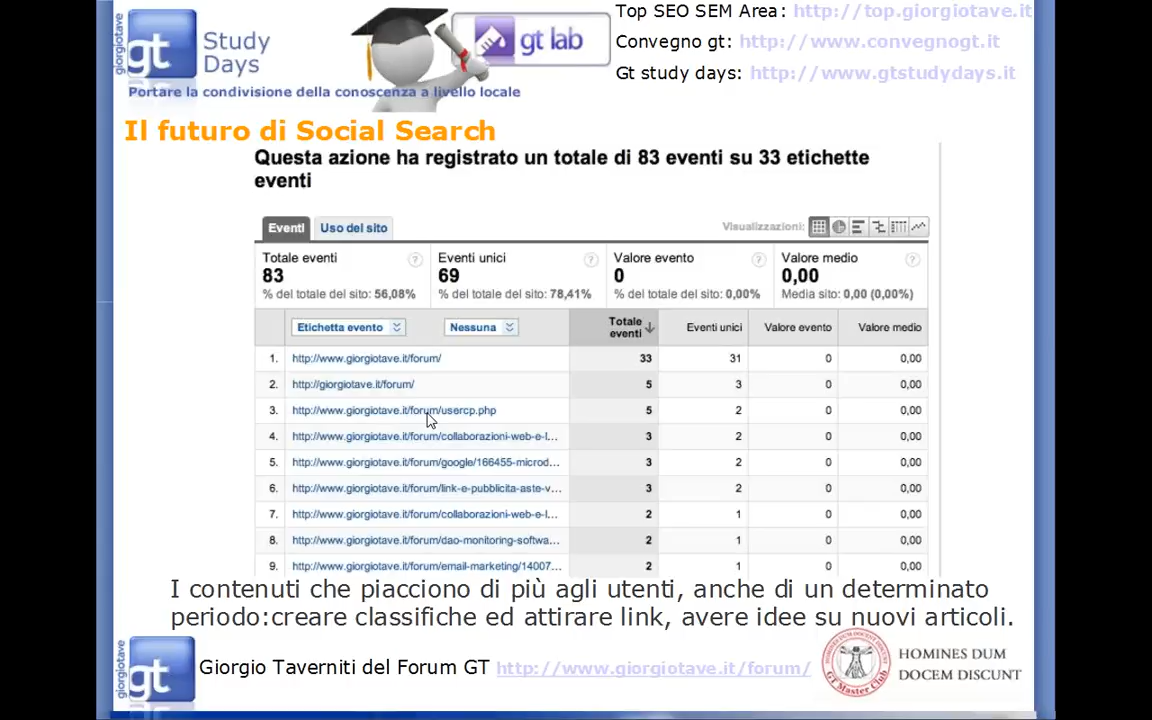 Top SEO SEM Area: http://top.giorgiotave.it
Convegno gt: http://www.convegnogt.it
Gt study days: http://www.gtstudydays.it
giorgiotave
gt
Study
Days
gt lab
Portare la condivisione della conoscenza a livello locale
Il futuro di Social Search
Questa azione ha registrato un totale di 83 eventi su 33 etichette
eventi
Eventi
Uso del sito
Visualizzazioni:
Totale eventi ?
83
% del totale del sito: 56,08%
Eventi unici ?
69
% del totale del sito: 78,41%
Valore evento ?
0
% del totale del sito: 0,00%
Valore medio ?
0,00
Media sito: 0,00 (0,00%)
Etichetta evento
Nessuna
Totale
eventi
Eventi unici
Valore evento
Valore medio
1. http://www.giorgiotave.it/forum/ 33 31 0 0,00
2. http://giorgiotave.it/forum/ 5 3 0 0,00
3. http://www.giorgiotave.it/forum/usercp.php 5 2 0 0,00
4. http://www.giorgiotave.it/forum/collaborazioni-web-e-l... 3 2 0 0,00
5. http://www.giorgiotave.it/forum/google/166455-microd... 3 2 0 0,00
6. http://www.giorgiotave.it/forum/link-e-pubblicita-aste-v... 3 2 0 0,00
7. http://www.giorgiotave.it/forum/collaborazioni-web-e-l... 2 1 0 0,00
8. http://www.giorgiotave.it/forum/dao-monitoring-softwa... 2 1 0 0,00
9. http://www.giorgiotave.it/forum/email-marketing/14007... 2 1 0 0,00
I contenuti che piacciono di più agli utenti, anche di un determinato
periodo:creare classifiche ed attirare link, avere idee su nuovi articoli.
giorgiotave
gt
Giorgio Taverniti del Forum GT http://www.giorgiotave.it/forum/
HOMINES DUM
DOCEM DISCUNT
GT Master Club